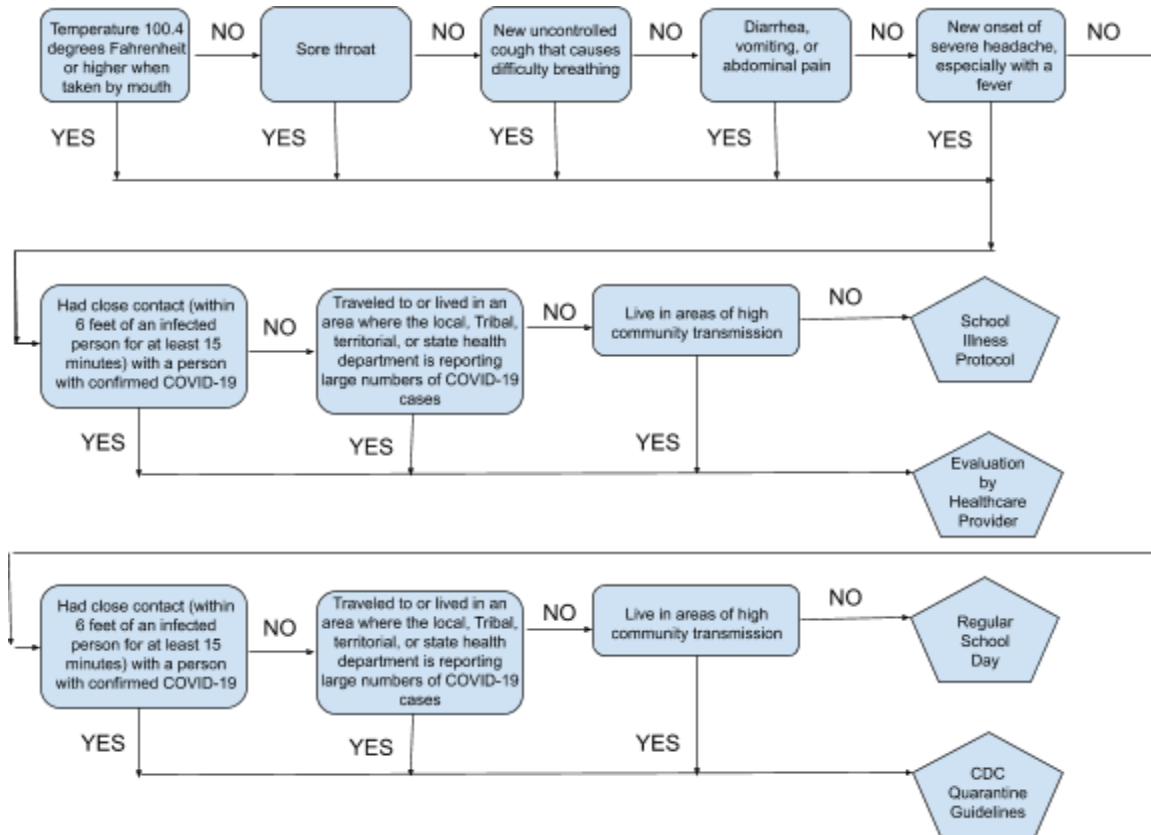 Temperature 100.4
degrees Fahrenheit
or higher when
taken by mouth
NO
Sore throat
NO
New uncontrolled
cough that causes
difficulty breathing
NO
Diarrhea,
vomiting, or
abdominal pain
NO
New onset of
severe headache,
especially with a
fever
NO
YES
YES
YES
YES
YES
Had close contact (within
6 feet of an infected
person for at least 15
minutes) with a person
with confirmed COVID-19
NO
Traveled to or lived in an
area where the local, Tribal,
territorial, or state health
department is reporting
large numbers of COVID-19
cases
NO
Live in areas of high
community transmission
NO
School
Illness
Protocol
YES
YES
YES
Evaluation
by
Healthcare
Provider
Had close contact (within
6 feet of an infected
person for at least 15
minutes) with a person
with confirmed COVID-19
NO
Traveled to or lived in an
area where the local, Tribal,
territorial, or state health
department is reporting
large numbers of COVID-19
cases
NO
Live in areas of high
community transmission
NO
Regular
School
Day
YES
YES
YES
CDC
Quarantine
Guidelines